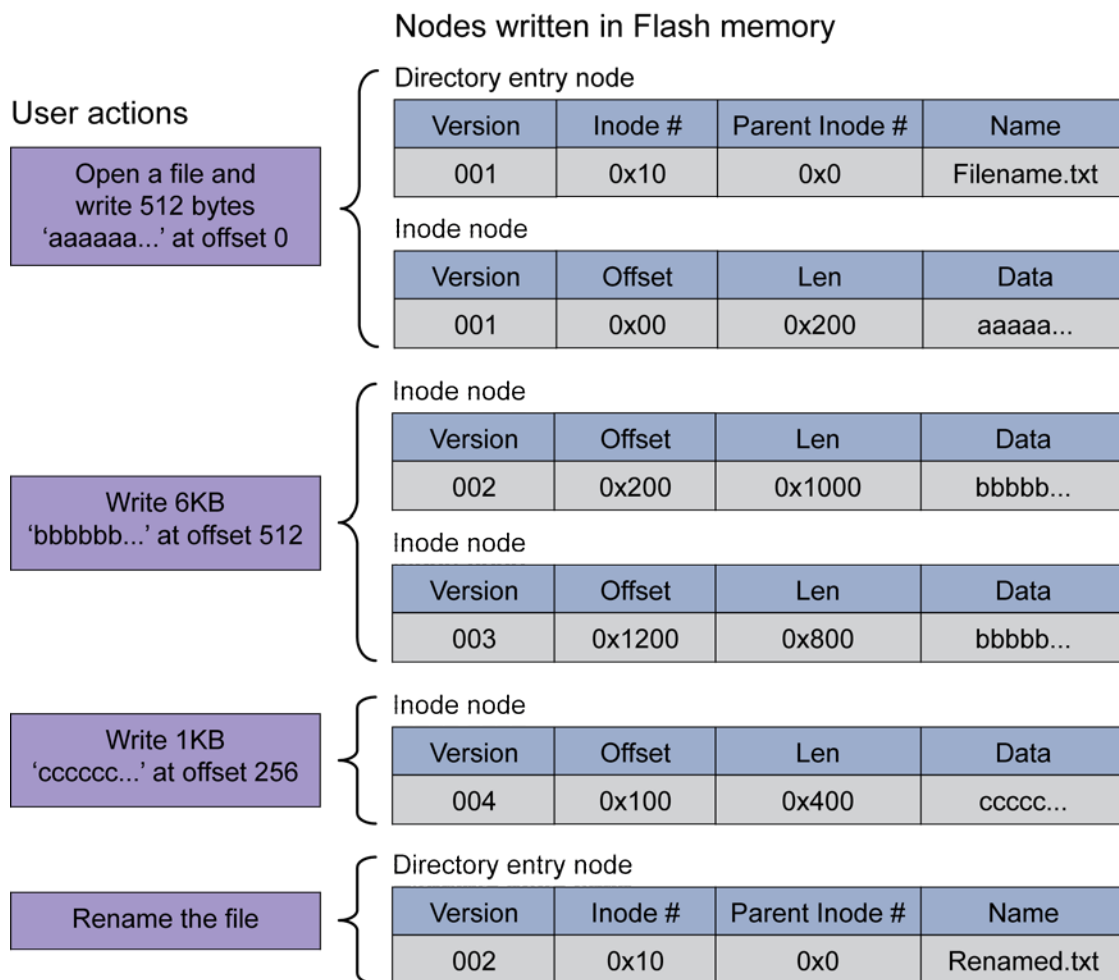 Nodes written in Flash memory
User actions
Open a file and
write 512 bytes
‘aaaaaa...’ at offset 0
Directory entry node
Version Inode # Parent Inode # Name
001 0x10 0x0 Filename.txt
Inode node
Version Offset Len Data
001 0x00 0x200 aaaaa...
Write 6KB
‘bbbbbb...’ at offset 512
Inode node
Version Offset Len Data
002 0x200 0x1000 bbbbb...
Inode node
Version Offset Len Data
003 0x1200 0x800 bbbbb...
Write 1KB
‘cccccc...’ at offset 256
Inode node
Version Offset Len Data
004 0x100 0x400 ccccc...
Rename the file
Directory entry node
Version Inode # Parent Inode # Name
002 0x10 0x0 Renamed.txt